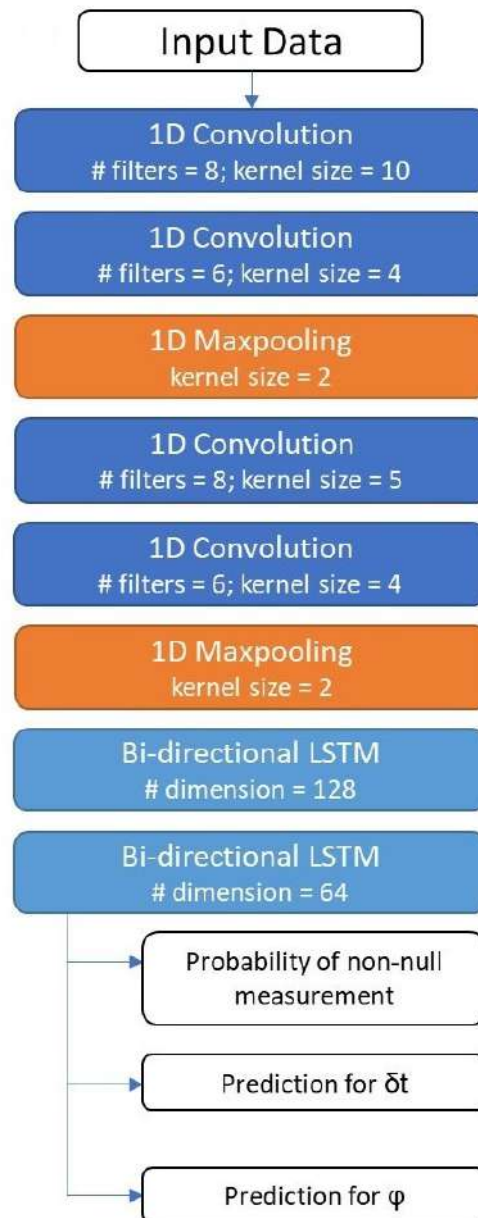 Input Data
1D Convolution
# filters = 8; kernel size = 10
1D Convolution
# filters = 6; kernel size = 4
1D Maxpooling
kernel size = 2
1D Convolution
# filters = 8; kernel size = 5
1D Convolution
# filters = 6; kernel size = 4
1D Maxpooling
kernel size = 2
Bi-directional LSTM
# dimension = 128
Bi-directional LSTM
# dimension = 64
Probability of non-null
measurement
Prediction for δt
Prediction for φ